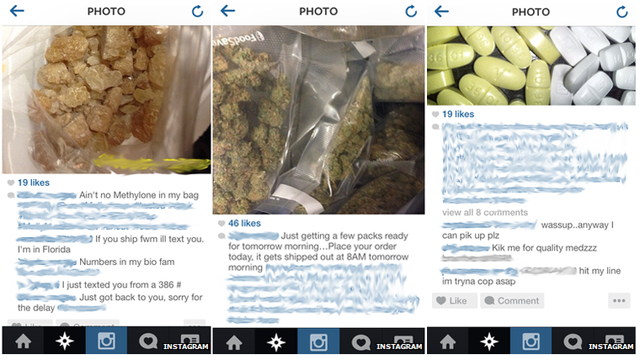 PHOTO
19 likes
Ain't no Methylone in my bag
If you ship fwm ill text you.
I'm in Florida
Numbers in my bio fam
I just texted you from a 386 #
Just got back to you, sorry for
the delay
Like Comment
INSTAGRAM
PHOTO
FoodSaver
46 likes
Just getting a few packs ready
for tomorrow morning...Place your order
today, it gets shipped out at 8AM tomorrow
morning
INSTAGRAM
PHOTO
19 likes
view all 8 comments
wassup..anyway I
can pik up plz
Kik me for quality medzzz
hit my line
im tryna cop asap
Like Comment
INSTAGRAM